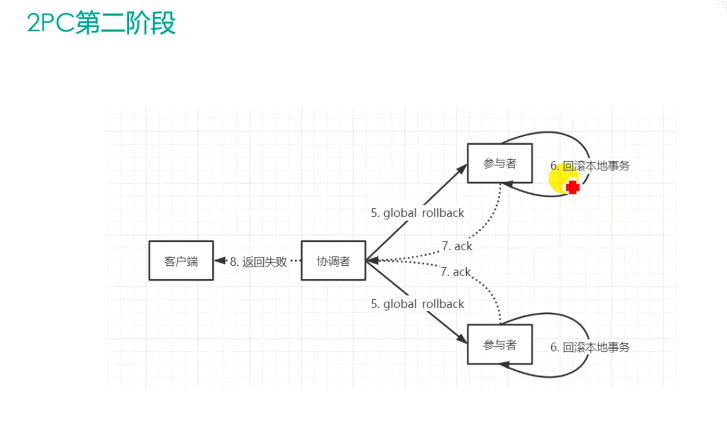 2PC第二阶段
参与者
6. 回滚本地事务
5. global rollback
7. ack
客户端
8. 返回失败
协调者
7. ack
5. global rollback
参与者
6. 回滚本地事务